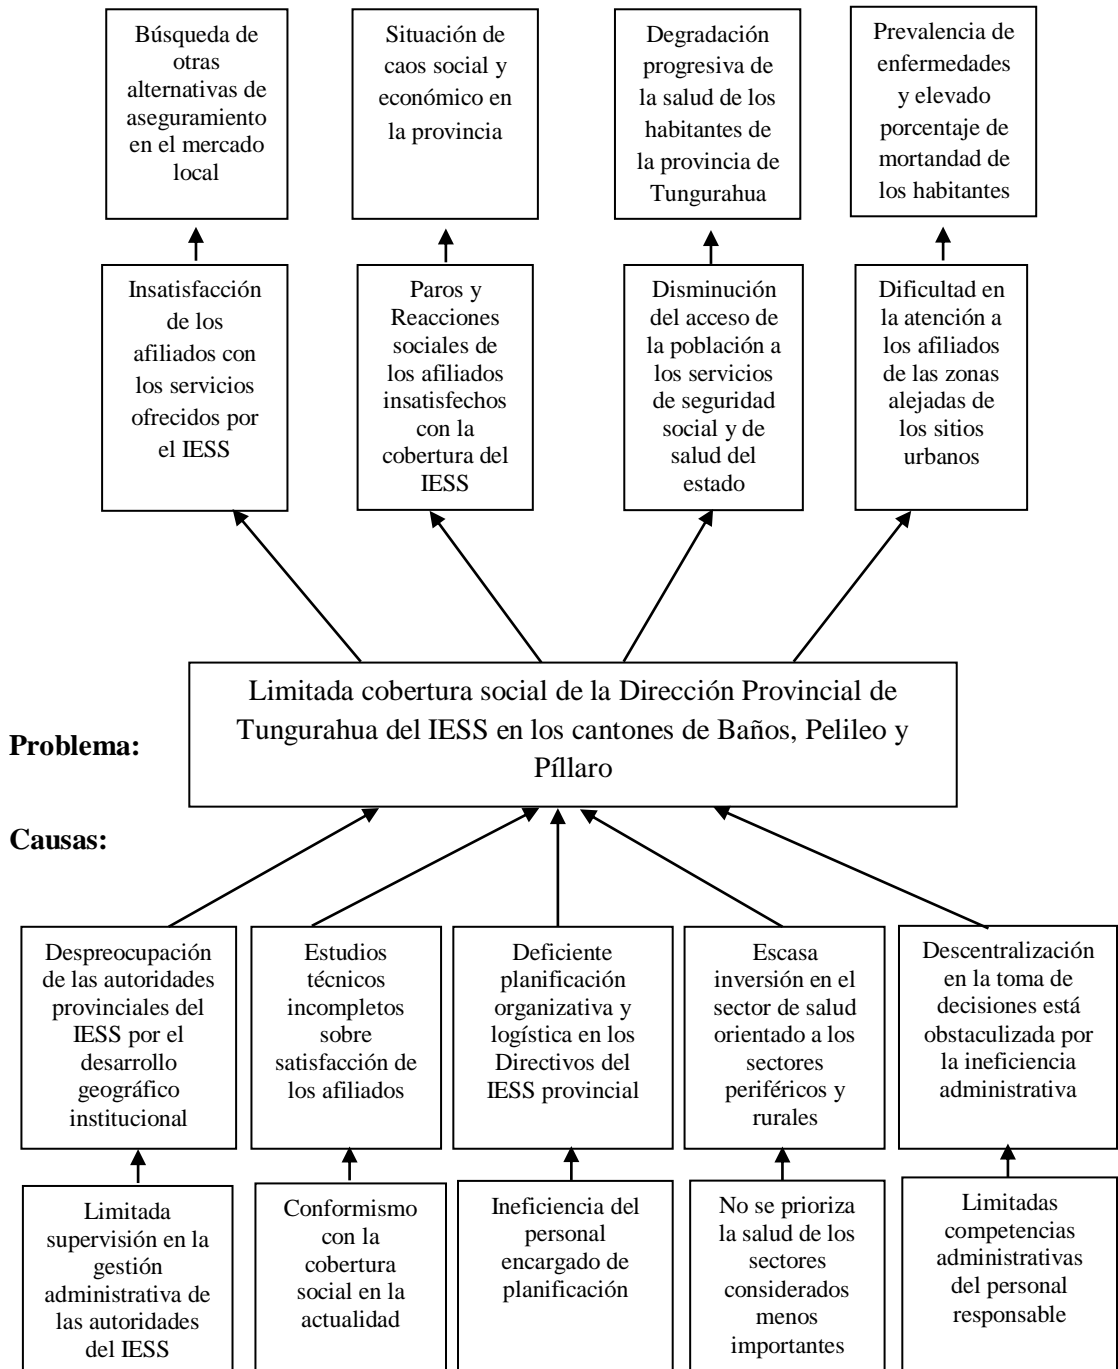 Búsqueda de
otras
alternativas de
aseguramiento
en el mercado
local
Situación de
caos social y
económico en
la provincia
Degradación
progresiva de
la salud de los
habitantes de
la provincia de
Tungurahua
Prevalencia de
enfermedades
y elevado
porcentaje de
mortandad de
los habitantes
Insatisfacción
de los
afiliados con
los servicios
ofrecidos por
el IESS
Paros y
Reacciones
sociales de
los afiliados
insatisfechos
con la
cobertura del
IESS
Disminución
del acceso de
la población a
los servicios
de seguridad
social y de
salud del
estado
Dificultad en
la atención a
los afiliados
de las zonas
alejadas de
los sitios
urbanos
Problema:
Limitada cobertura social de la Dirección Provincial de
Tungurahua del IESS en los cantones de Baños, Pelileo y
Píllaro
Causas:
Despreocupación
de las autoridades
provinciales del
IESS por el
desarrollo
geográfico
institucional
Estudios
técnicos
incompletos
sobre
satisfacción de
los afiliados
Deficiente
planificación
organizativa y
logística en los
Directivos del
IESS provincial
Escasa
inversión en el
sector de salud
orientado a los
sectores
periféricos y
rurales
Descentralización
en la toma de
decisiones está
obstaculizada por
la ineficiencia
administrativa
Limitada
supervisión en la
gestión
administrativa de
las autoridades
del IESS
Conformismo
con la
cobertura
social en la
actualidad
Ineficiencia del
personal
encargado de
planificación
No se prioriza
la salud de los
sectores
considerados
menos
importantes
Limitadas
competencias
administrativas
del personal
responsable